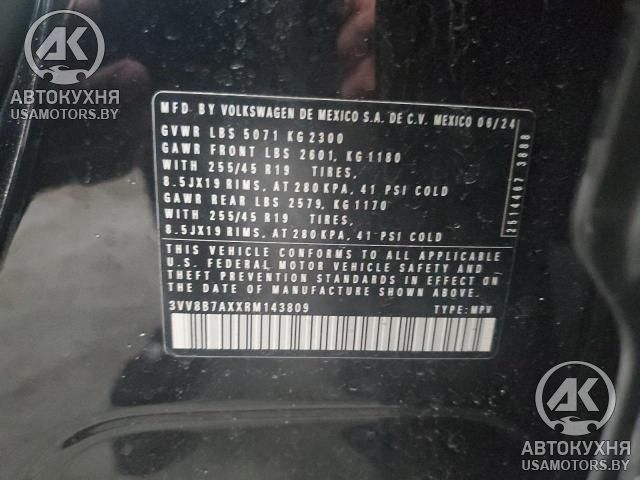 АК
АВТОКУХНЯ
USAMOTORS.BY
MFD. BY VOLKSWAGEN DE MEXICO S.A. DE C.V. MEXICO 06/24
GVWR LBS 5071 KG 2300
GAWR FRONT LBS 2601, KG 1180
WITH 255/45 R19 TIRES,
8.5JX19 RIMS, AT 280 KPA, 41 PSI COLD
GAWR REAR LBS 2579, KG 1170
WITH 255/45 R19 TIRES,
8.5JX19 RIMS, AT 280 KPA, 41 PSI COLD
THIS VEHICLE CONFORMS TO ALL APPLICABLE
U.S. FEDERAL MOTOR VEHICLE SAFETY AND
THEFT PREVENTION STANDARDS IN EFFECT ON
THE DATE OF MANUFACTURE SHOWN ABOVE.
3VV8B7AXXRM143809 TYPE: MPV
2514467 3888
АК
АВТОКУХНЯ
USAMOTORS.BY